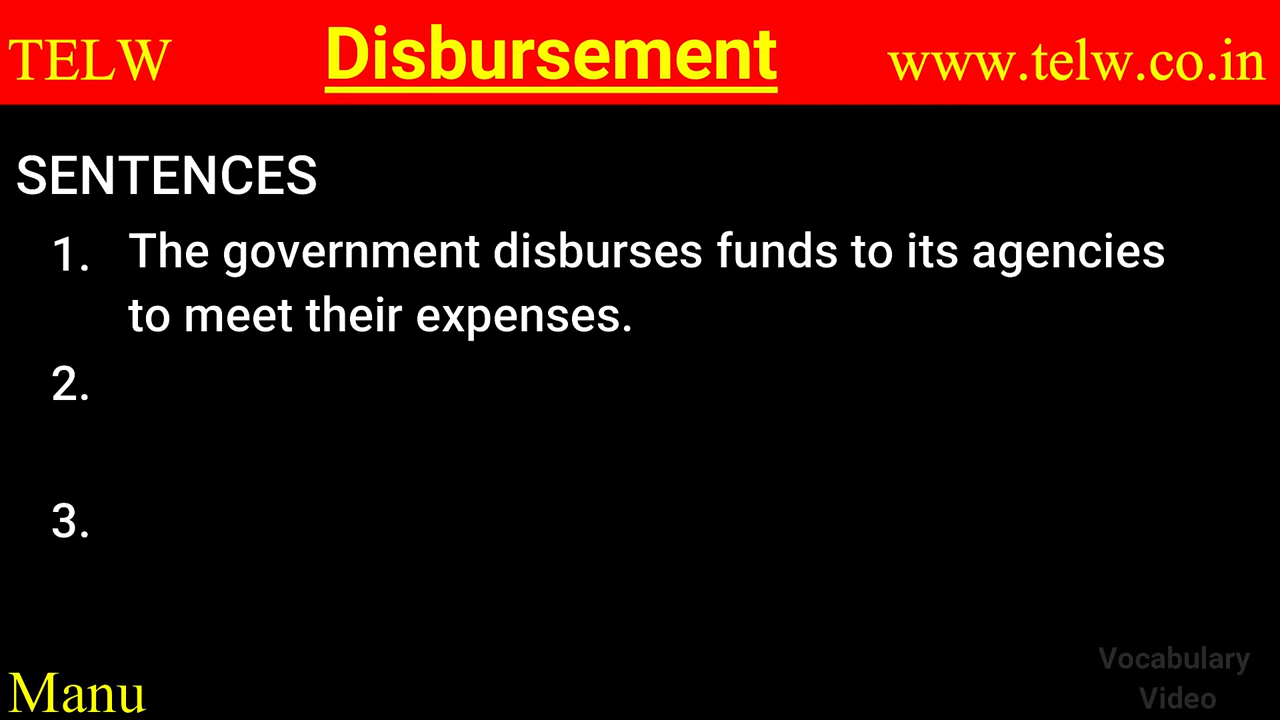 TELW
Disbursement
www.telw.co.in
SENTENCES
1. The government disburses funds to its agencies
to meet their expenses.
2.
3.
Vocabulary
Video
Manu